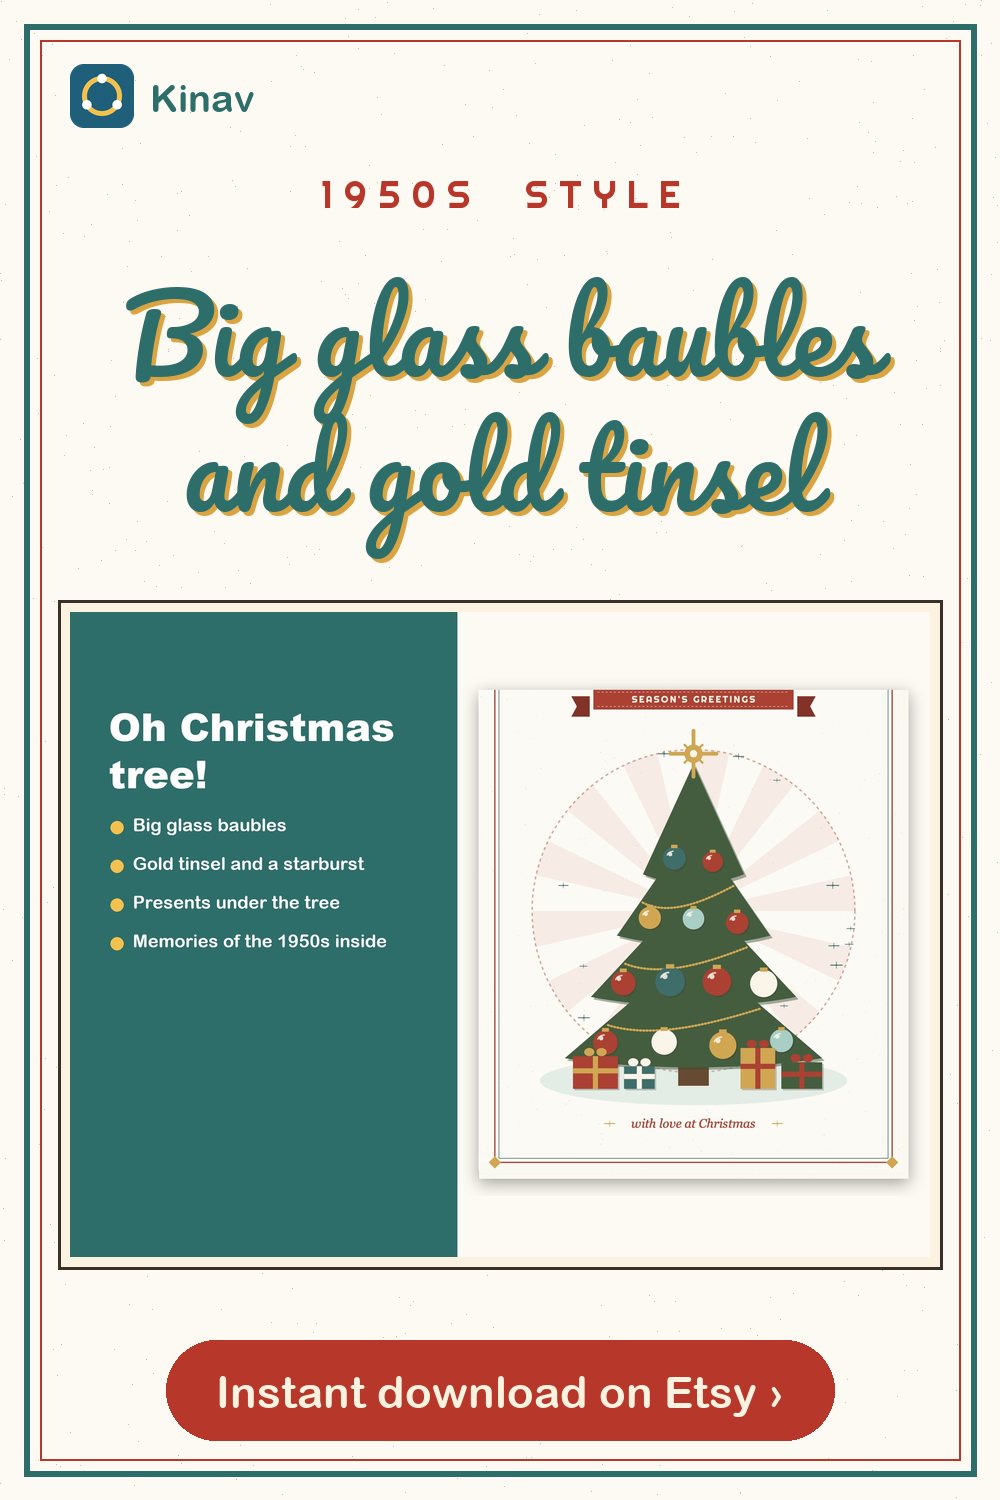 Kinav
1950S STYLE
Big glass baubles
and gold tinsel
Oh Christmas
tree!
Big glass baubles
Gold tinsel and a starburst
Presents under the tree
Memories of the 1950s inside
SEASON'S GREETINGS
with love at Christmas
Instant download on Etsy ›